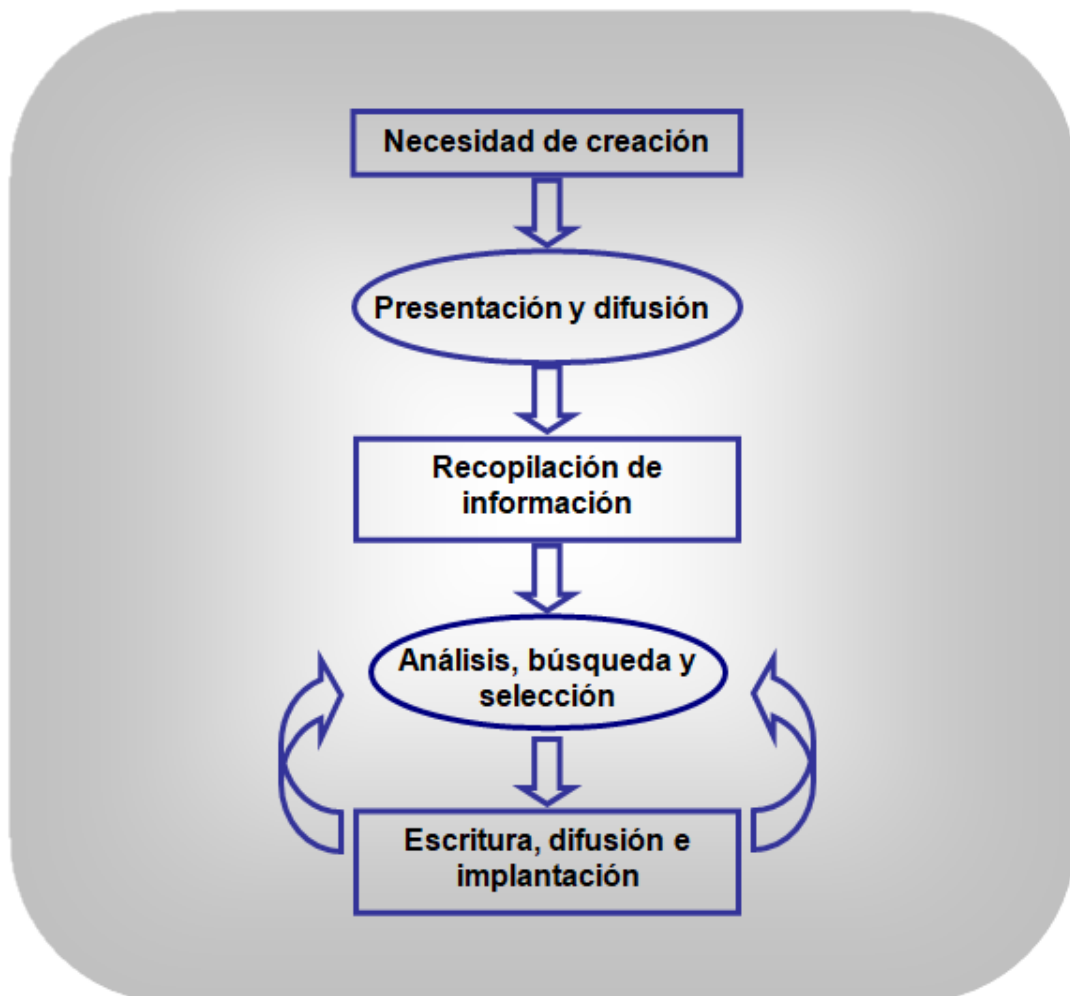 Necesidad de creación
Presentación y difusión
Recopilación de
información
Análisis, búsqueda y
selección
Escritura, difusión e
implantación